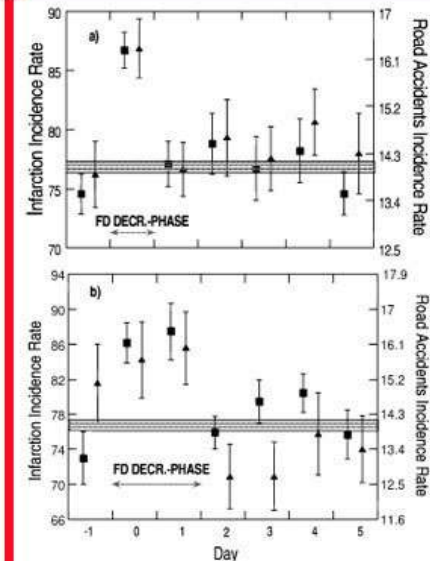 90
85
80
75
70
Infarction Incidence Rate
a)
FD DECR.-PHASE
17
16.1
15.2
14.3
13.4
12.5
Road Accidents Incidence Rate
94
90
86
82
78
74
70
66
Infarction Incidence Rate
b)
FD DECR.-PHASE
17.9
17
16.1
15.2
14.3
13.4
12.5
11.6
Road Accidents Incidence Rate
-1 0 1 2 3 4 5
Day